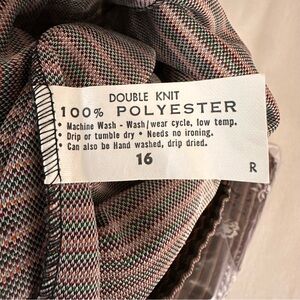 DOUBLE KNIT
100% POLYESTER
• Machine Wash - Wash/wear cycle, low temp.
• Drip or tumble dry • Needs no ironing.
• Can also be Hand washed, drip dried.
16
R